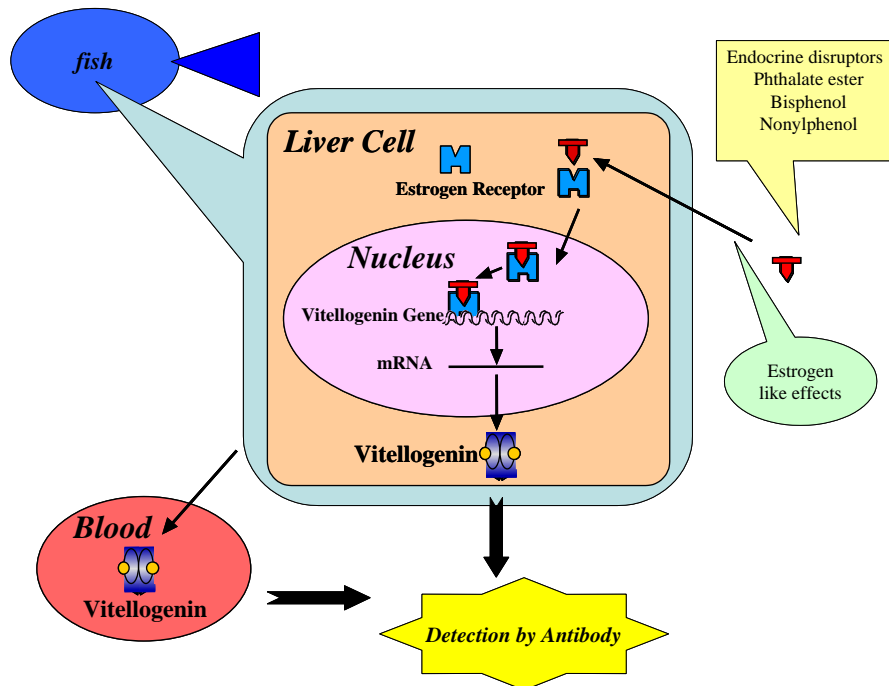 fish
Endocrine disruptors
Phthalate ester
Bisphenol
Nonylphenol
Liver Cell
Estrogen Receptor
Nucleus
Vitellogenin Gene
mRNA
Estrogen
like effects
Vitellogenin
Blood
Vitellogenin
Detection by Antibody